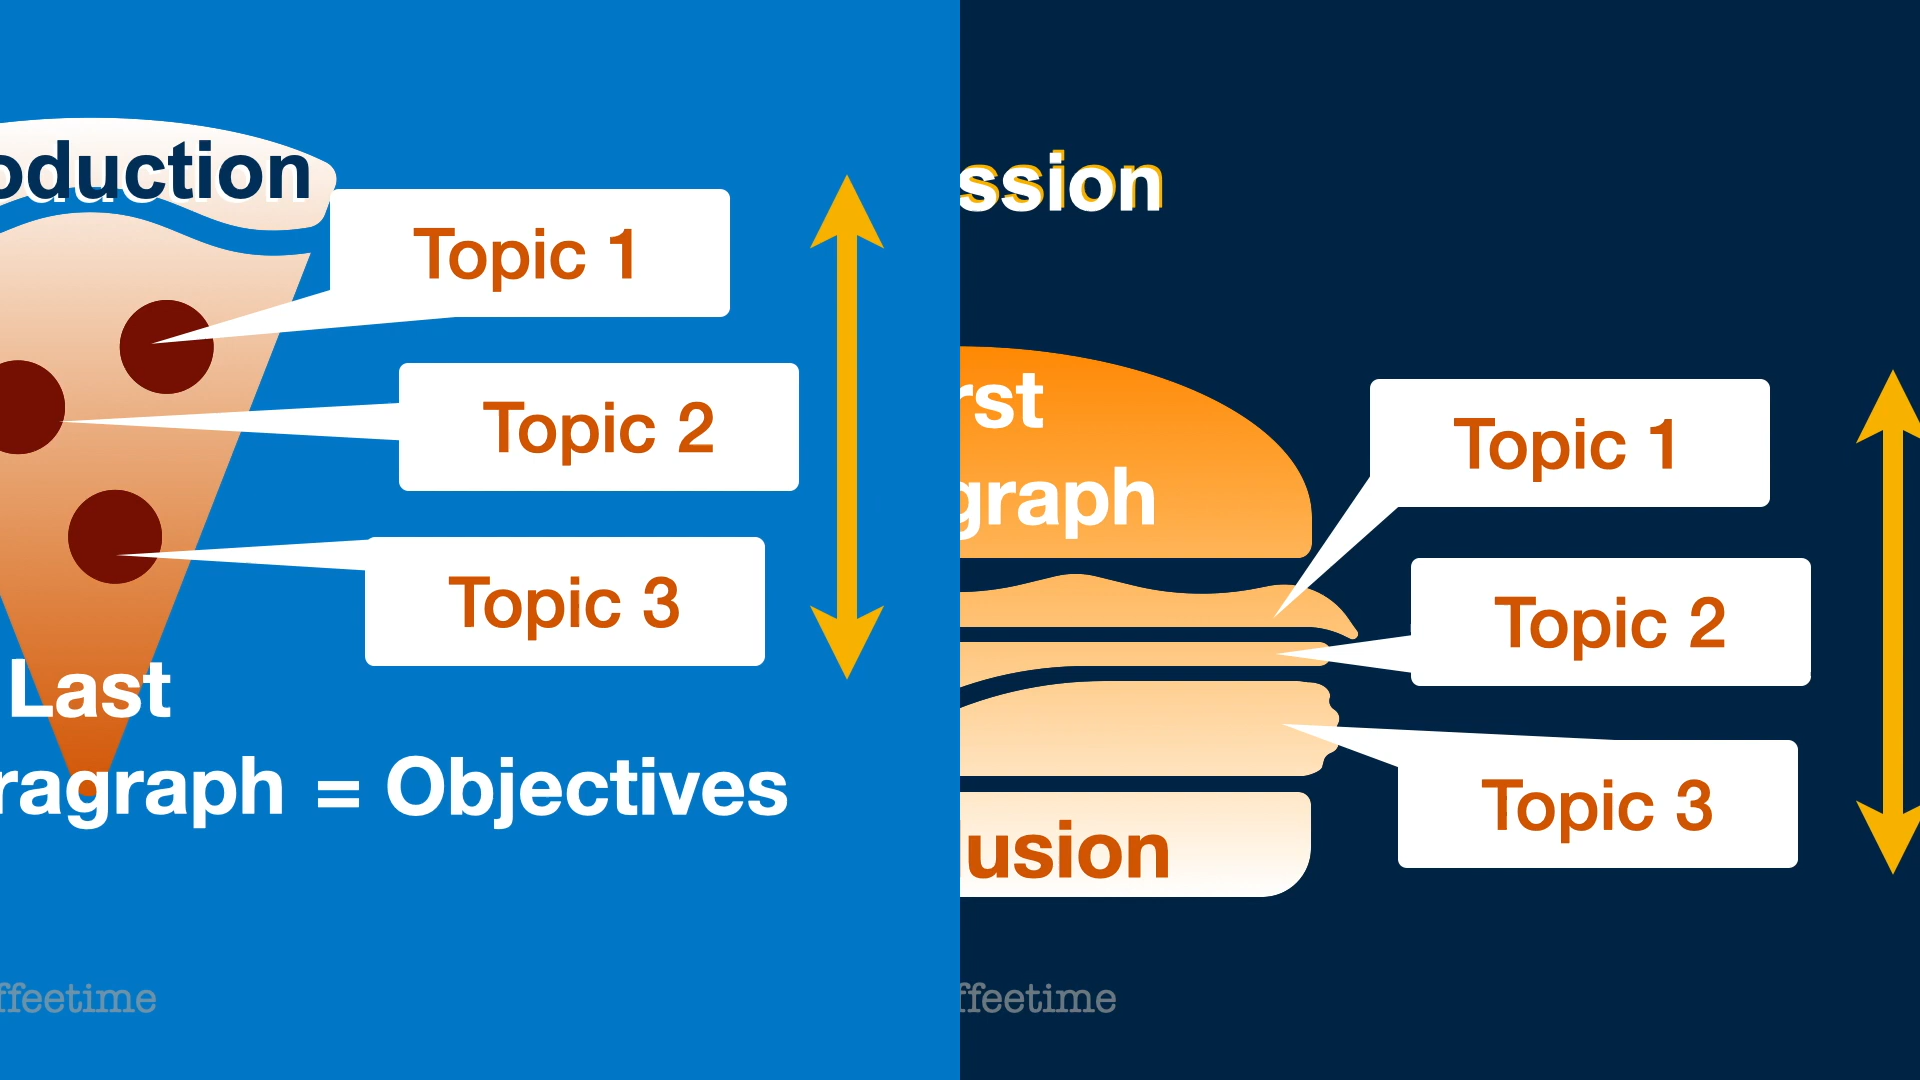 oduction
Topic 1
Topic 2
Topic 3
Last
ragraph = Objectives
ffeetime
ssion
rst
graph
Topic 1
Topic 2
Topic 3
lusion
ffeetime